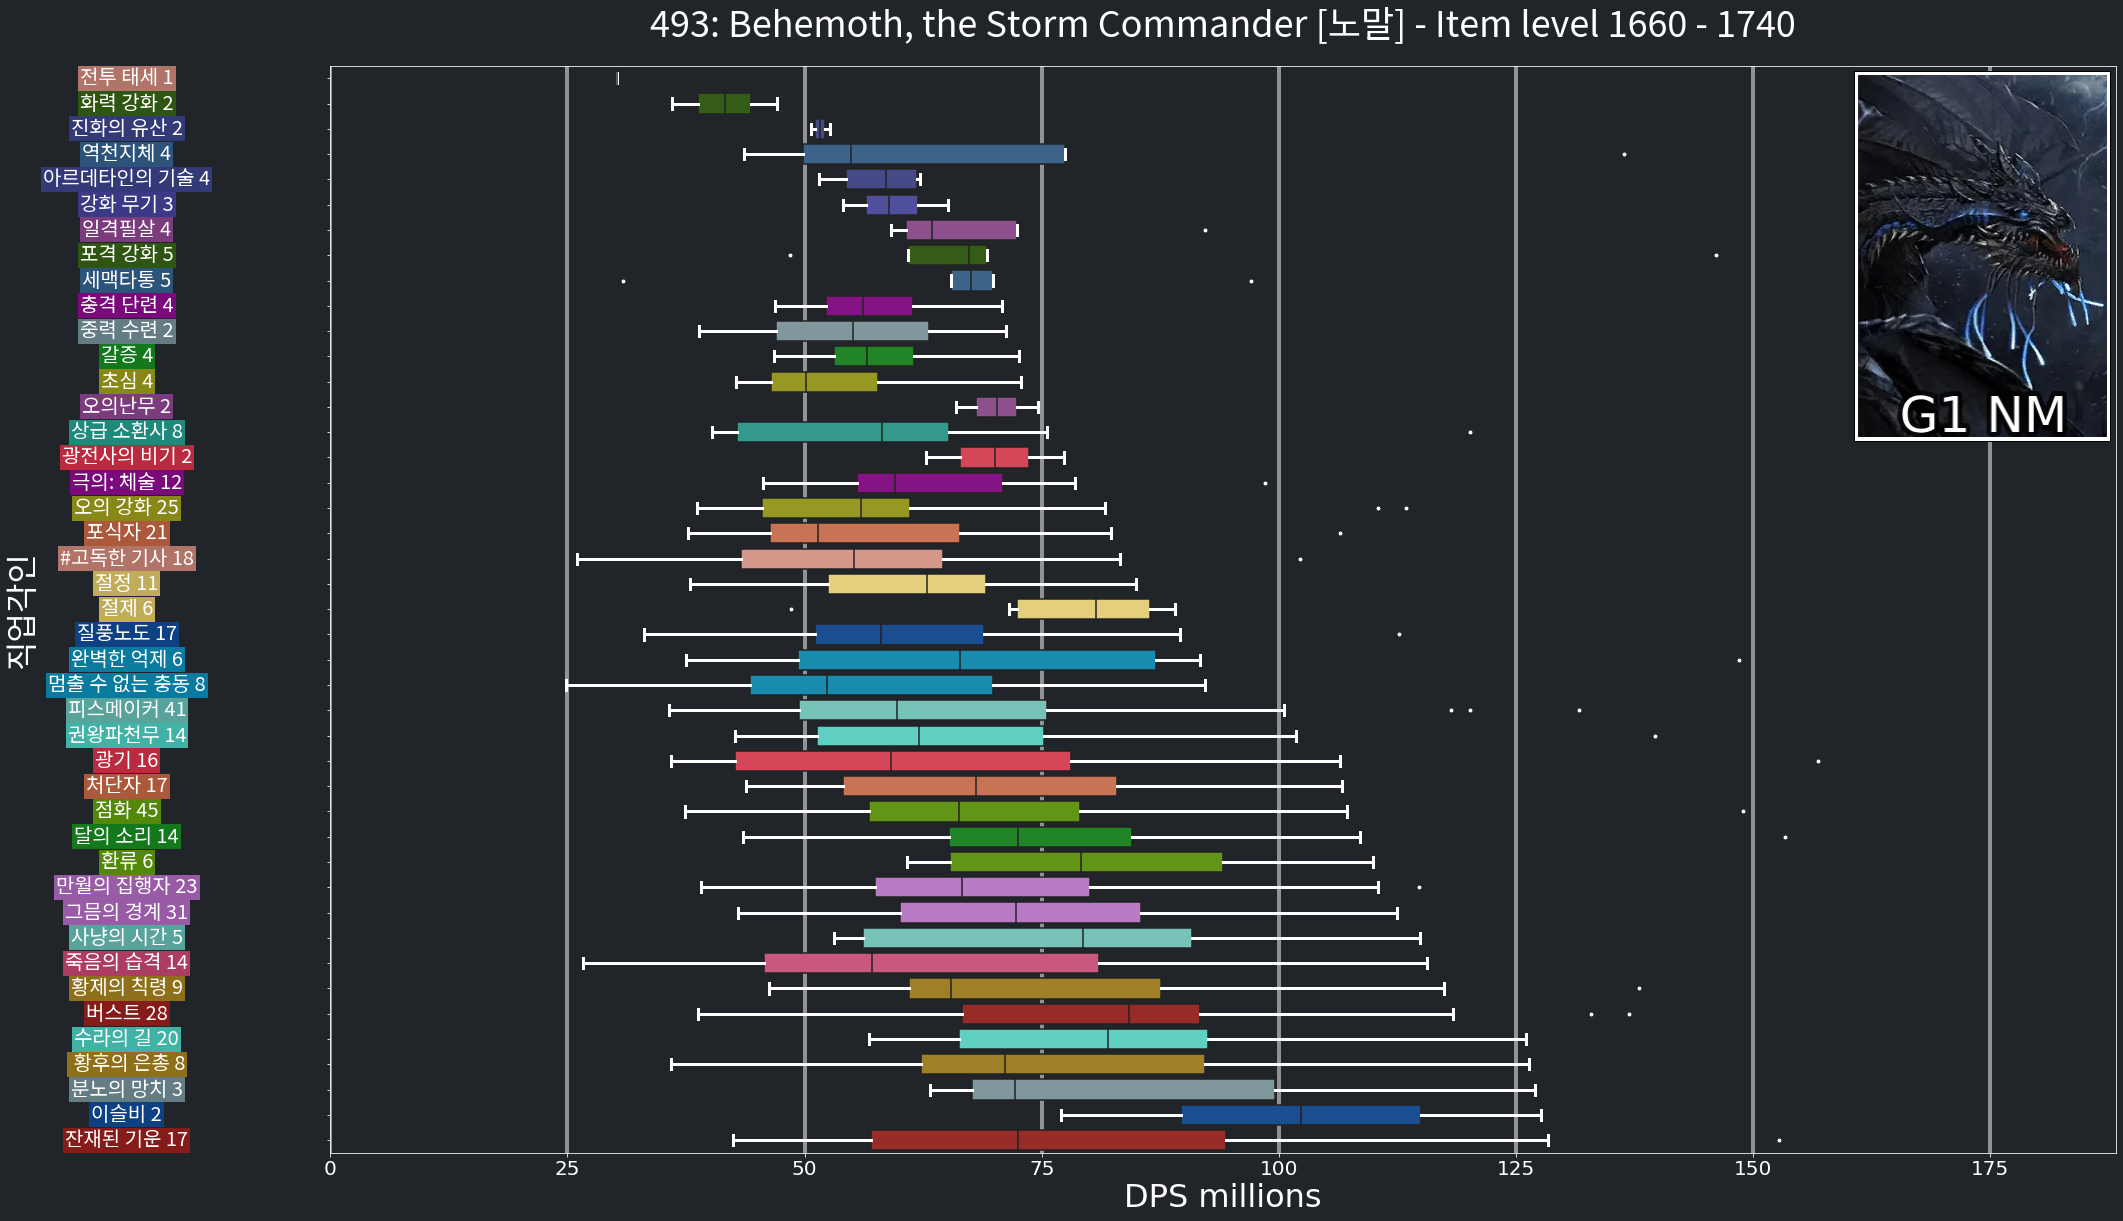 493: Behemoth, the Storm Commander [노말] - Item level 1660 - 1740
전투 태세 1
화력 강화 2
진화의 유산 2
역천지체 4
아르데타인의 기술 4
강화 무기 3
일격필살 4
포격 강화 5
세맥타통 5
충격 단련 4
중력 수련 2
갈증 4
초심 4
오의난무 2
상급 소환사 8
광전사의 비기 2
극의: 체술 12
오의 강화 25
포식자 21
#고독한 기사 18
절정 11
절제 6
질풍노도 17
완벽한 억제 6
멈출 수 없는 충동 8
피스메이커 41
권왕파천무 14
광기 16
처단자 17
점화 45
달의 소리 14
환류 6
만월의 집행자 23
그믐의 경계 31
사냥의 시간 5
죽음의 습격 14
황제의 칙령 9
버스트 28
수라의 길 20
황후의 은총 8
분노의 망치 3
이슬비 2
잔재된 기운 17
직업각인
G1 NM
0 25 50 75 100 125 150 175
DPS millions